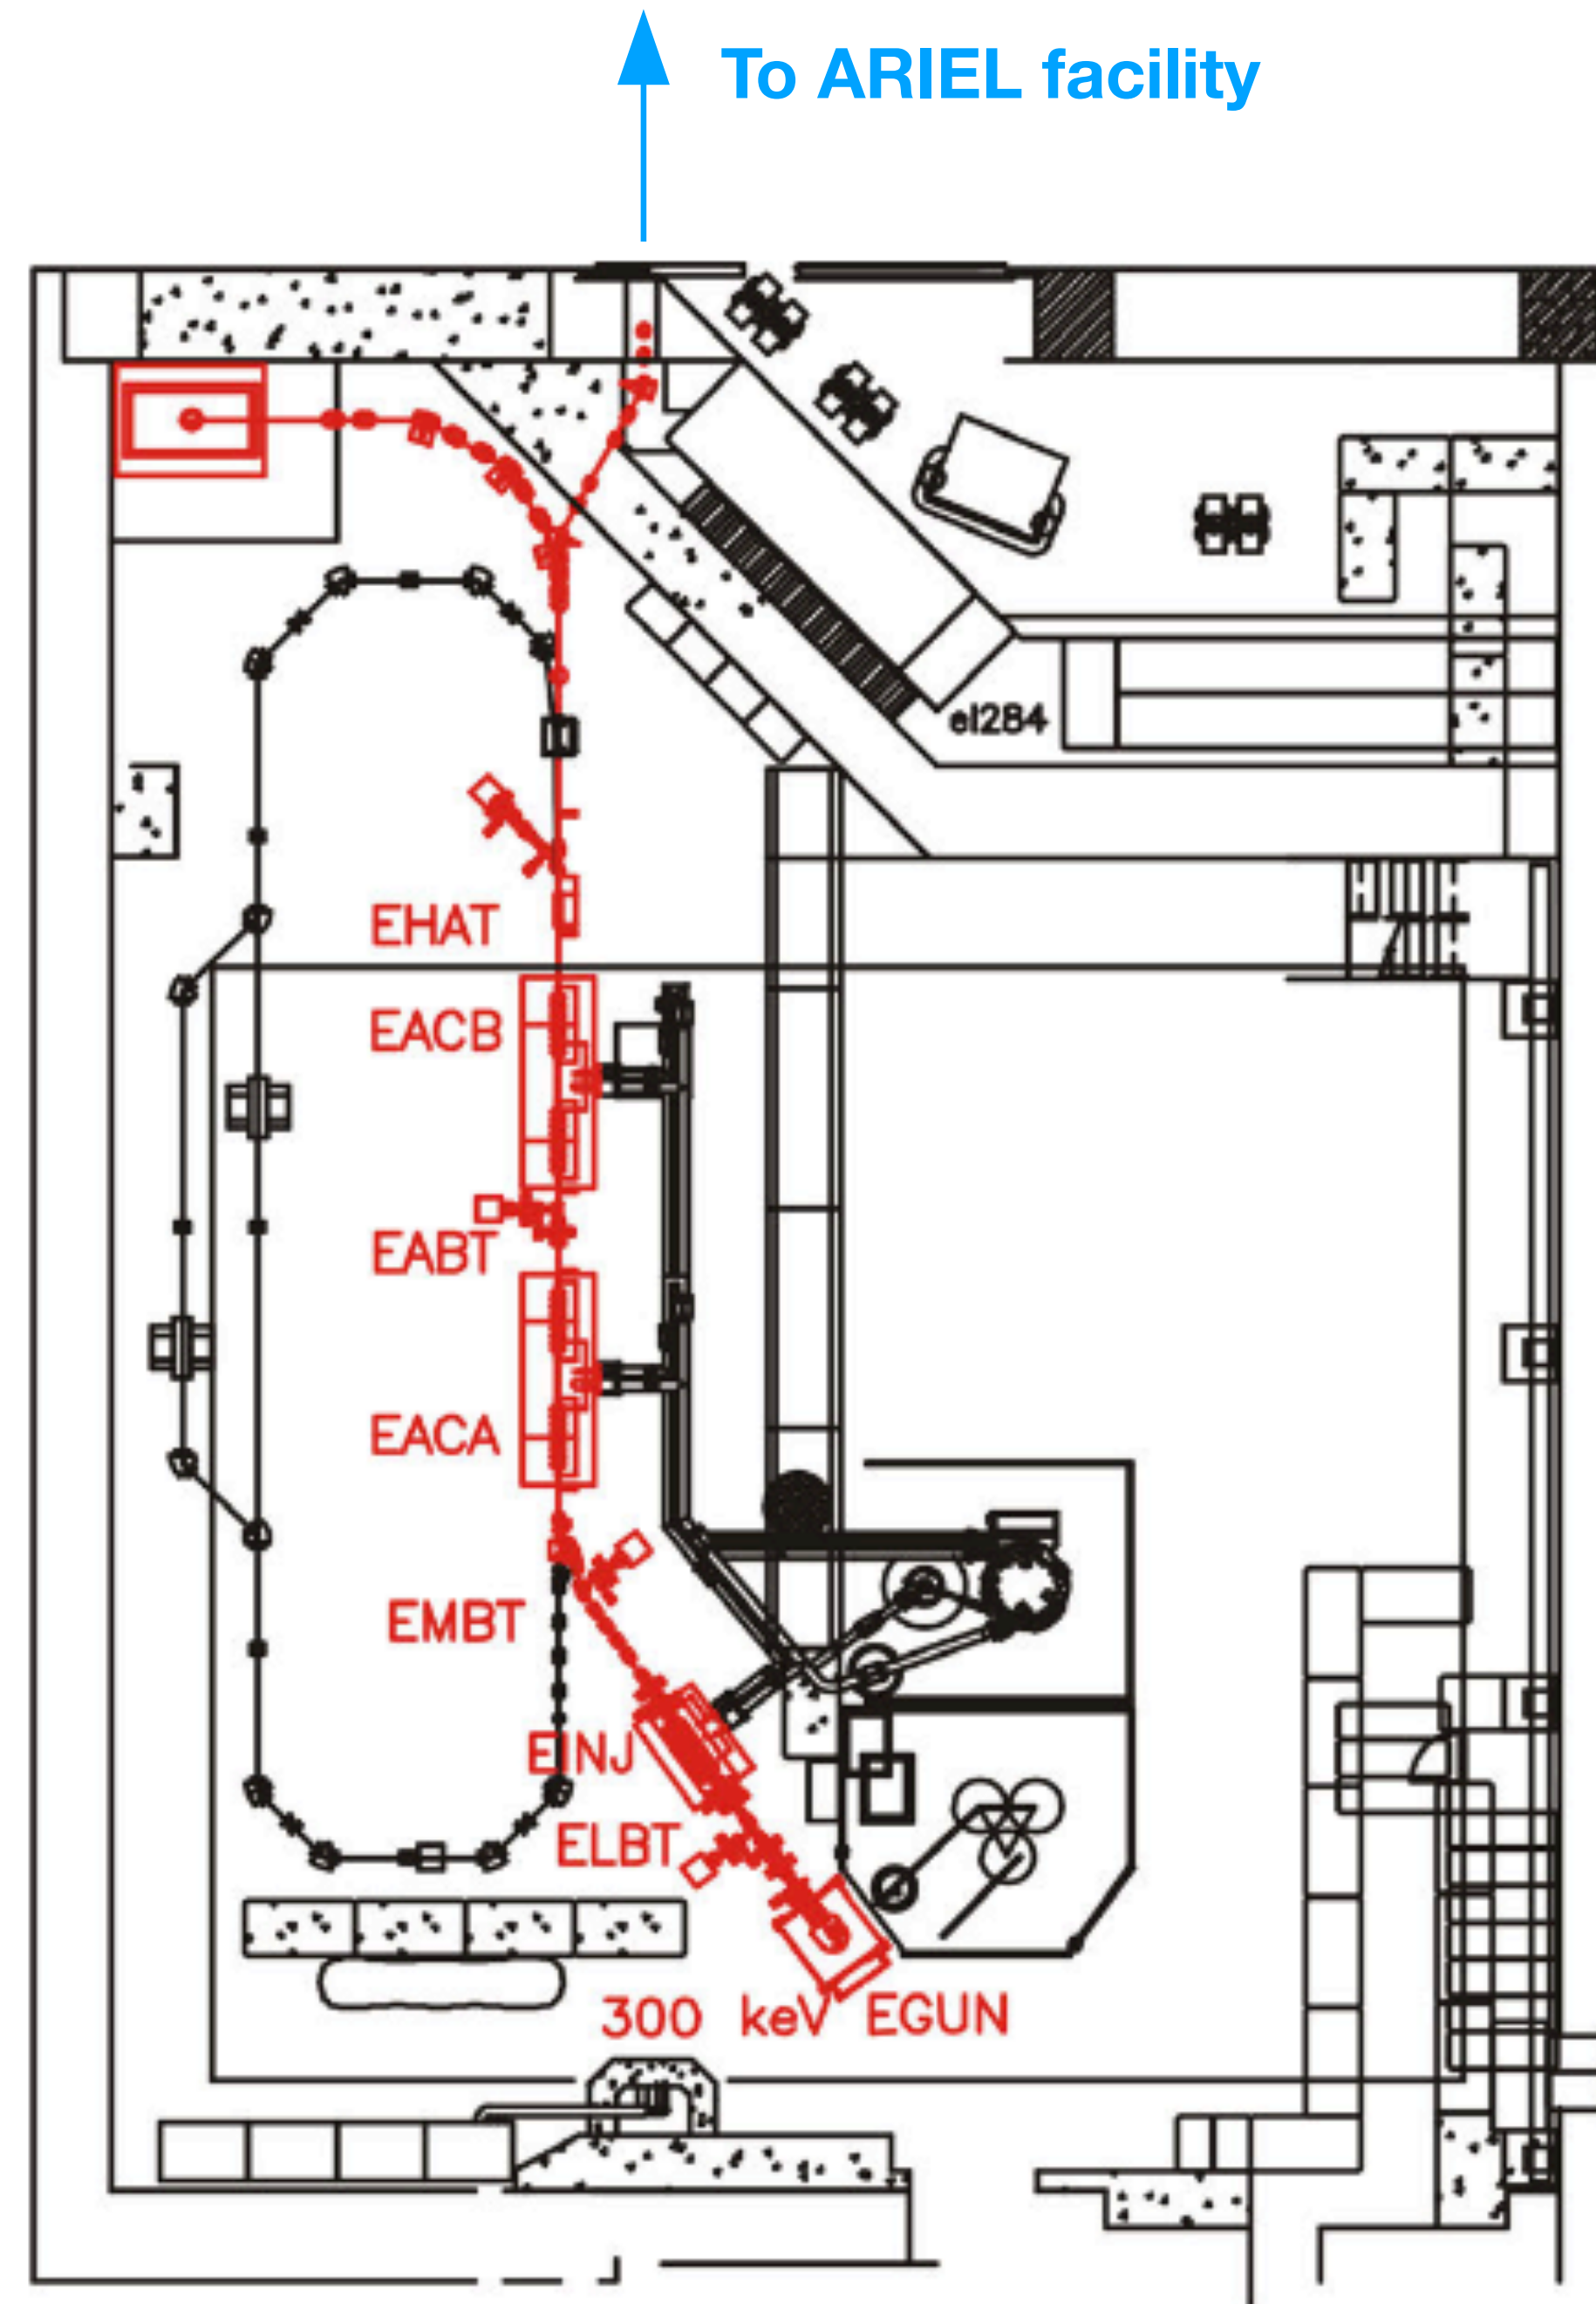 To ARIEL facility
el284
EHAT
EACB
EABT
EACA
EMBT
EINJ
ELBT
300 keV EGUN